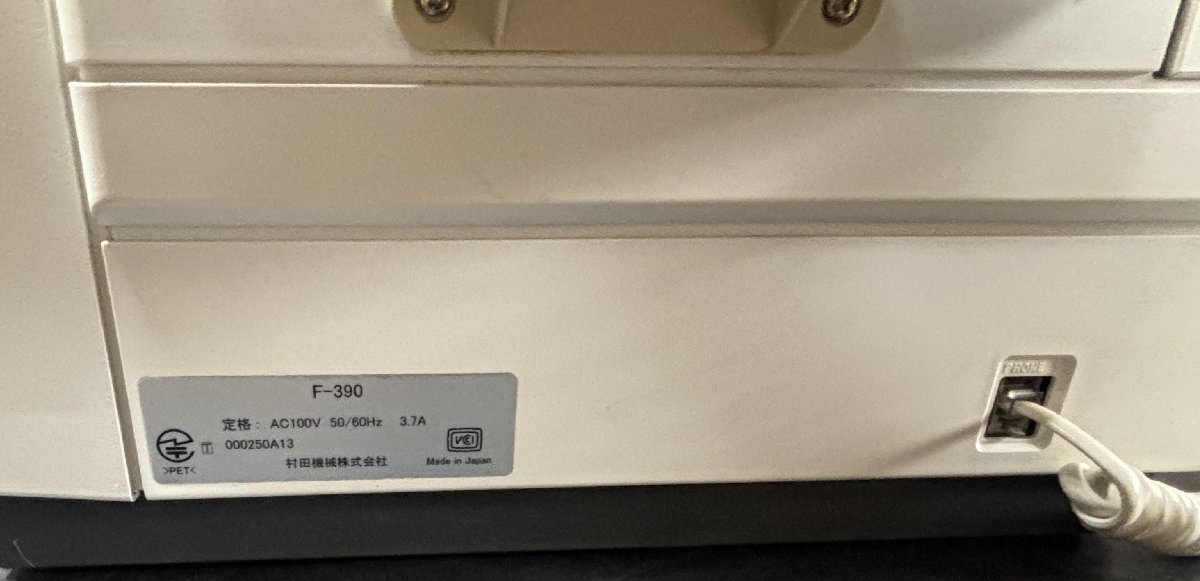 F-390
定格： AC100V 50/60Hz 3.7A
T 000250A13
>PET<
村田機械株式会社
VCI
Made in Japan
PHONE